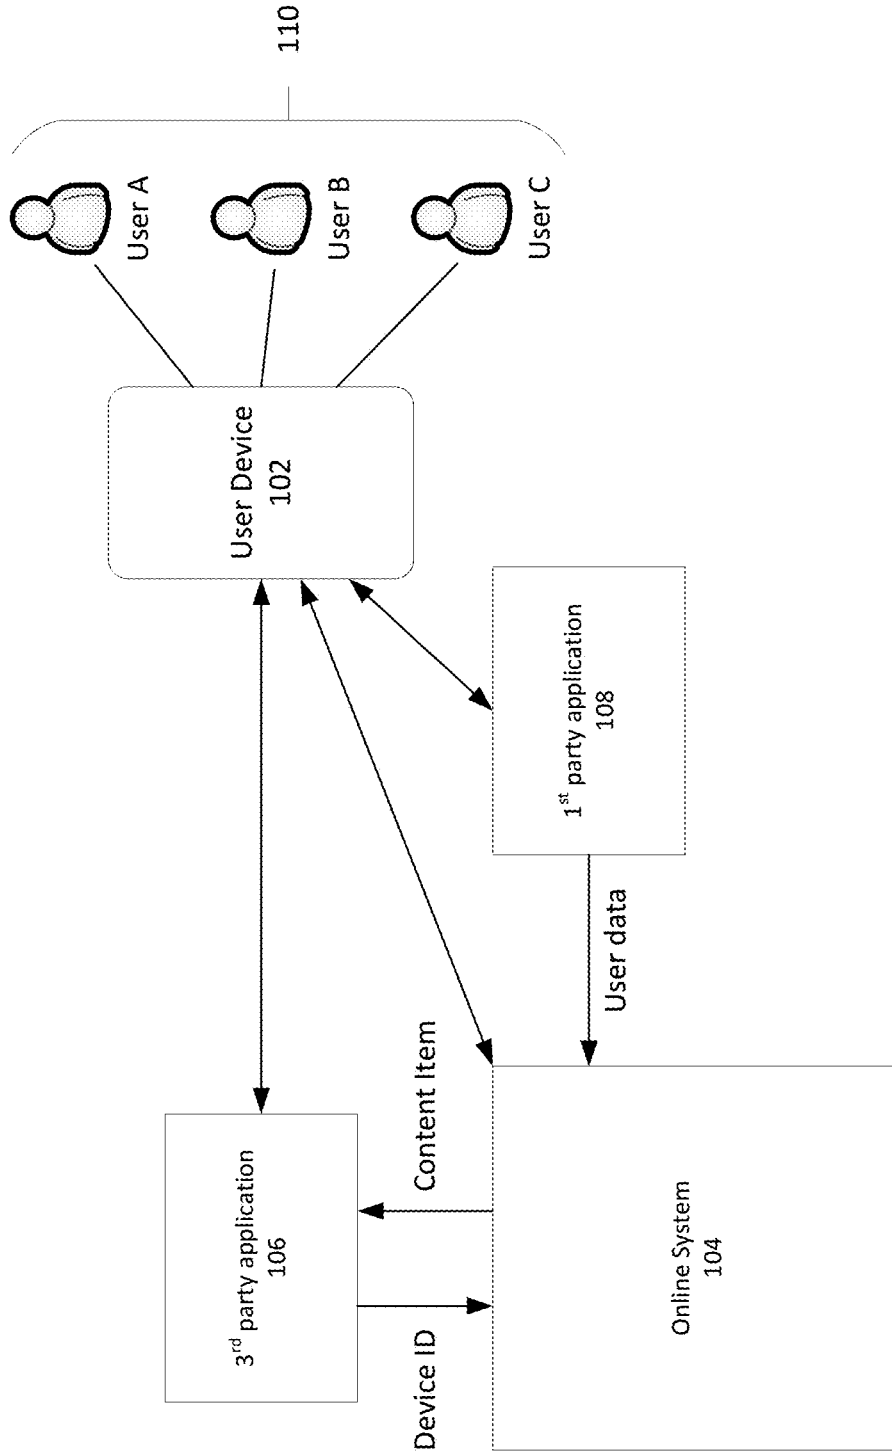 110
User A
User B
User C
User Device
102
3rd party application
106
1st party application
108
Content Item
Device ID
User data
Online System
104